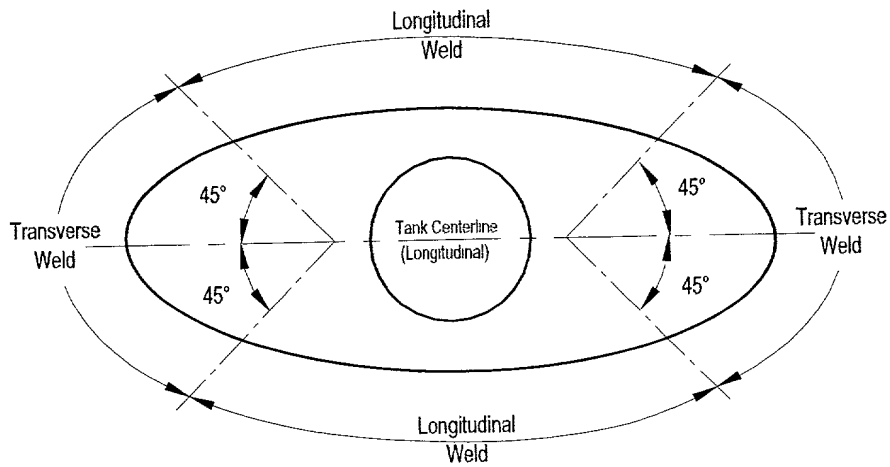 Longitudinal
Weld
45°
45°
Transverse
Weld
Tank Centerline
(Longitudinal)
Transverse
Weld
45°
45°
Longitudinal
Weld